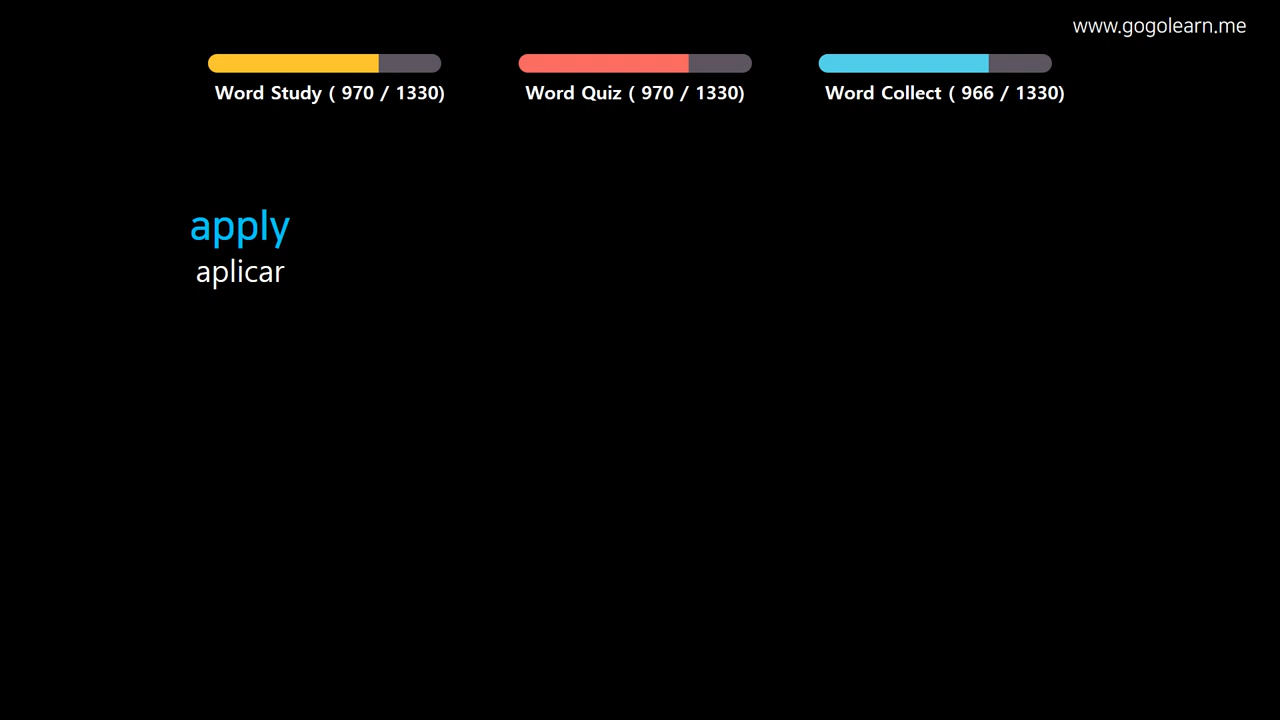 www.gogolearn.me
Word Study ( 970 / 1330)
Word Quiz ( 970 / 1330)
Word Collect ( 966 / 1330)
apply
aplicar